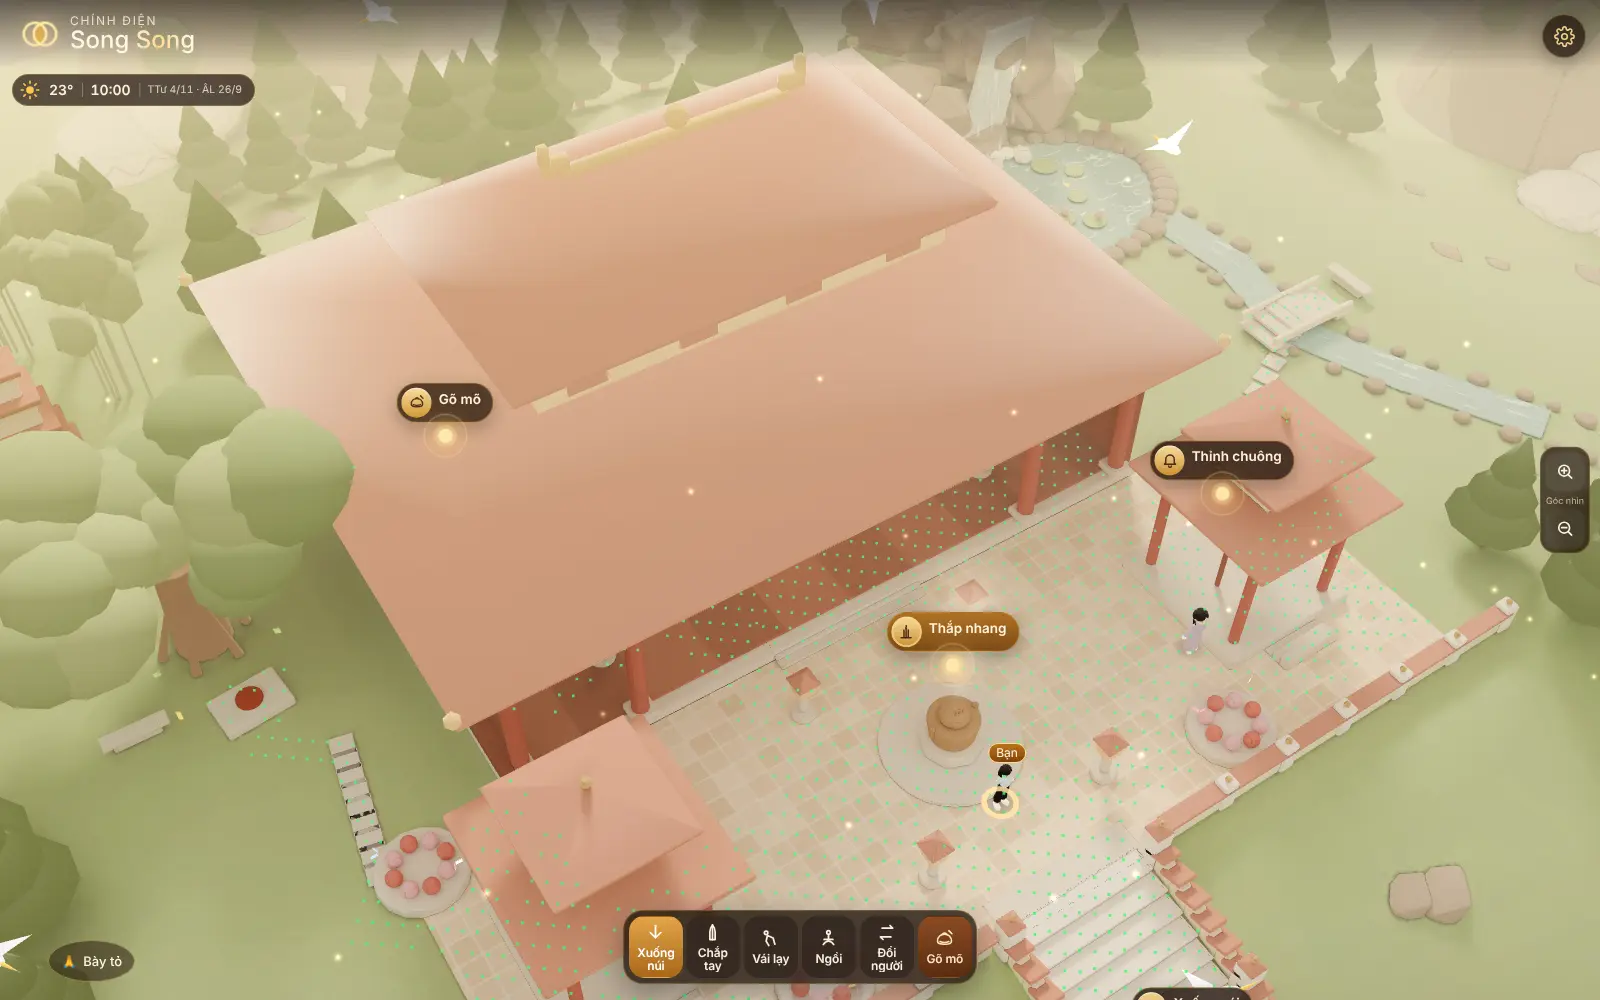 CHÍNH ĐIỆN
Song Song
23° 10:00 TTư 4/11 · ÂL 26/9
Gõ mõ
Thỉnh chuông
Góc nhìn
Thắp nhang
Bạn
Bày tỏ
Xuống núi
Chắp tay
Vái lạy
Ngồi
Đổi người
Gõ mõ